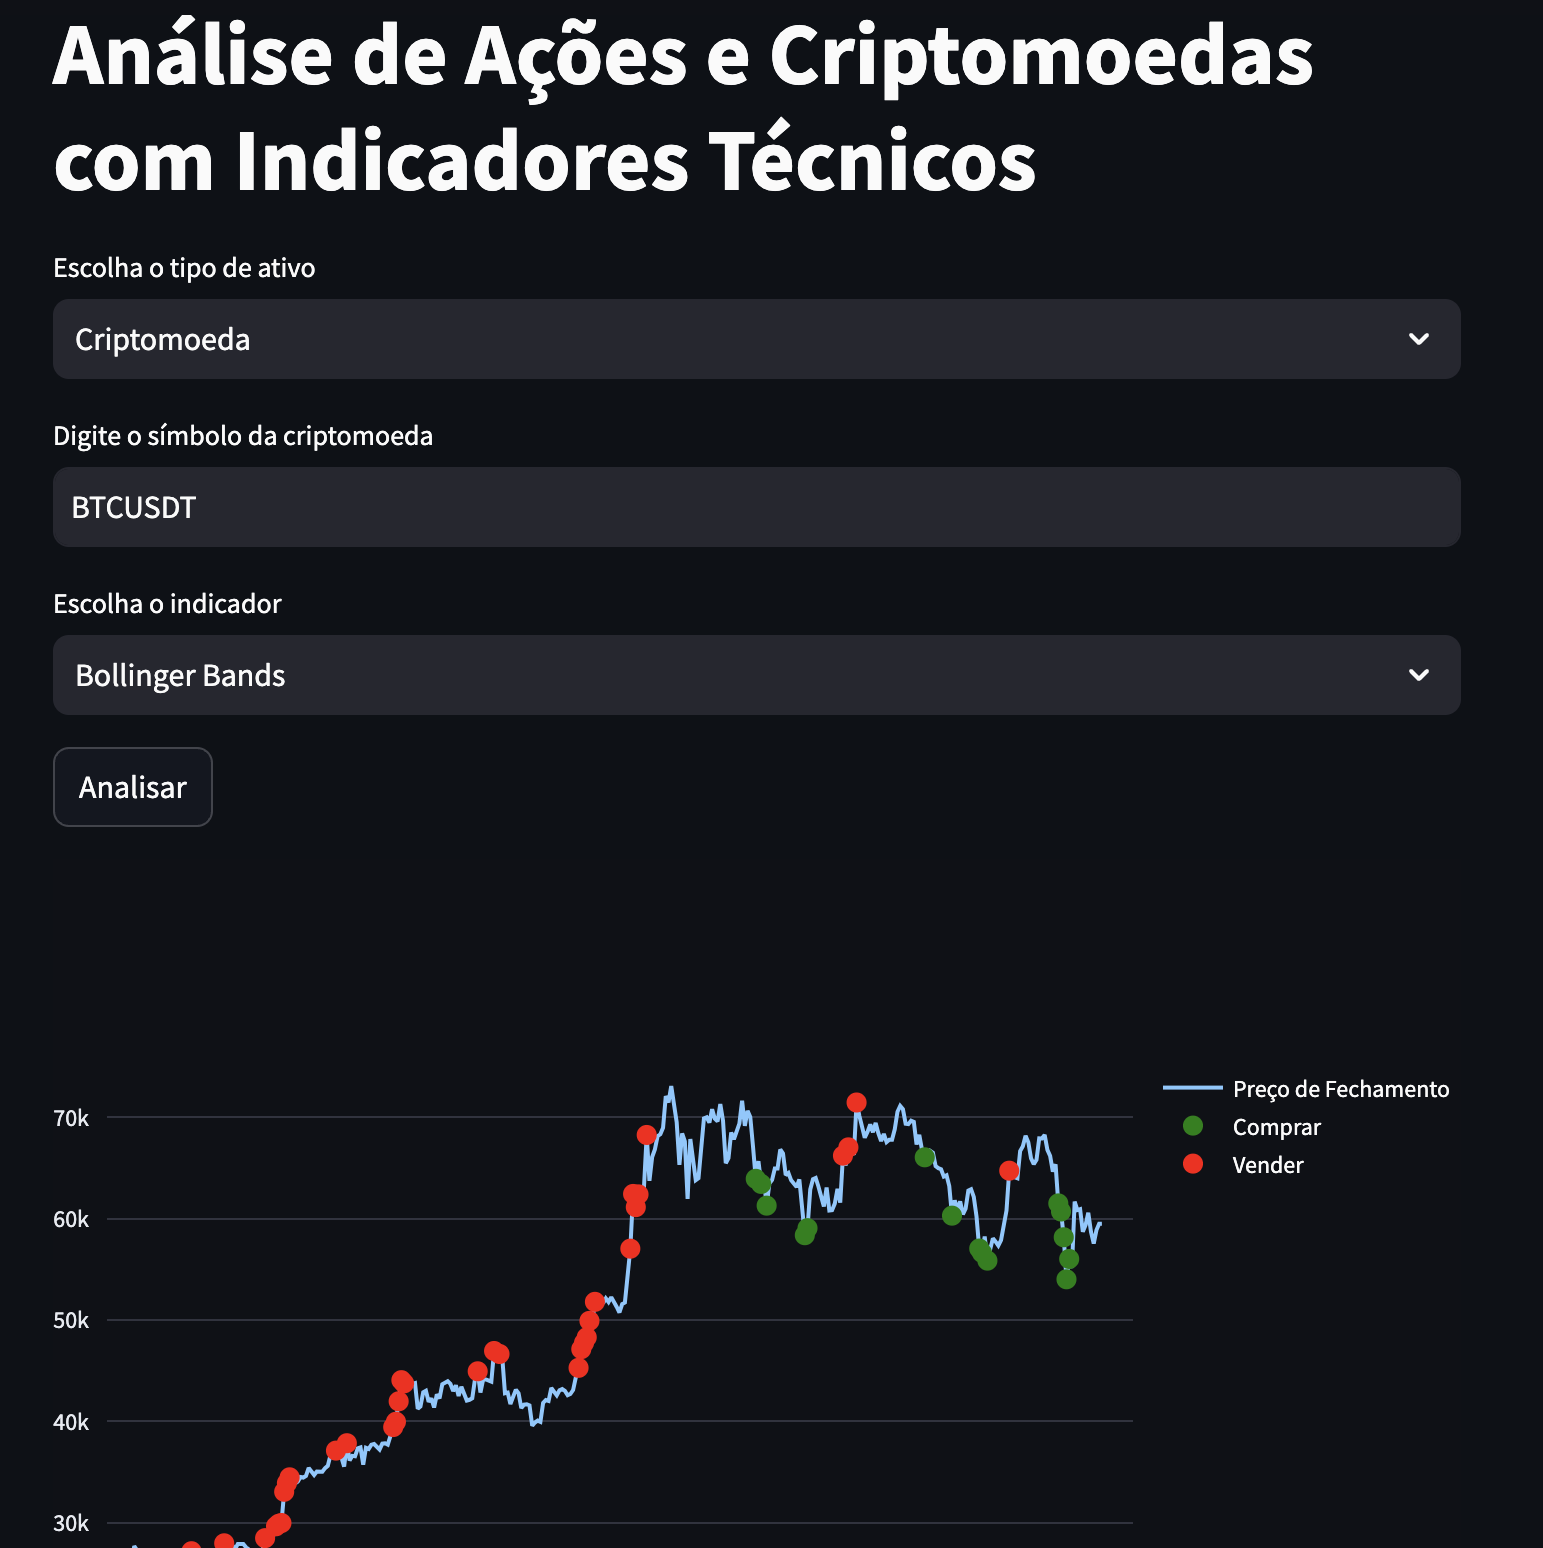 Análise de Ações e Criptomoedas
com Indicadores Técnicos
Escolha o tipo de ativo
Criptomoeda
Digite o símbolo da criptomoeda
BTCUSDT
Escolha o indicador
Bollinger Bands
Analisar
70k
60k
50k
40k
30k
Preço de Fechamento
Comprar
Vender